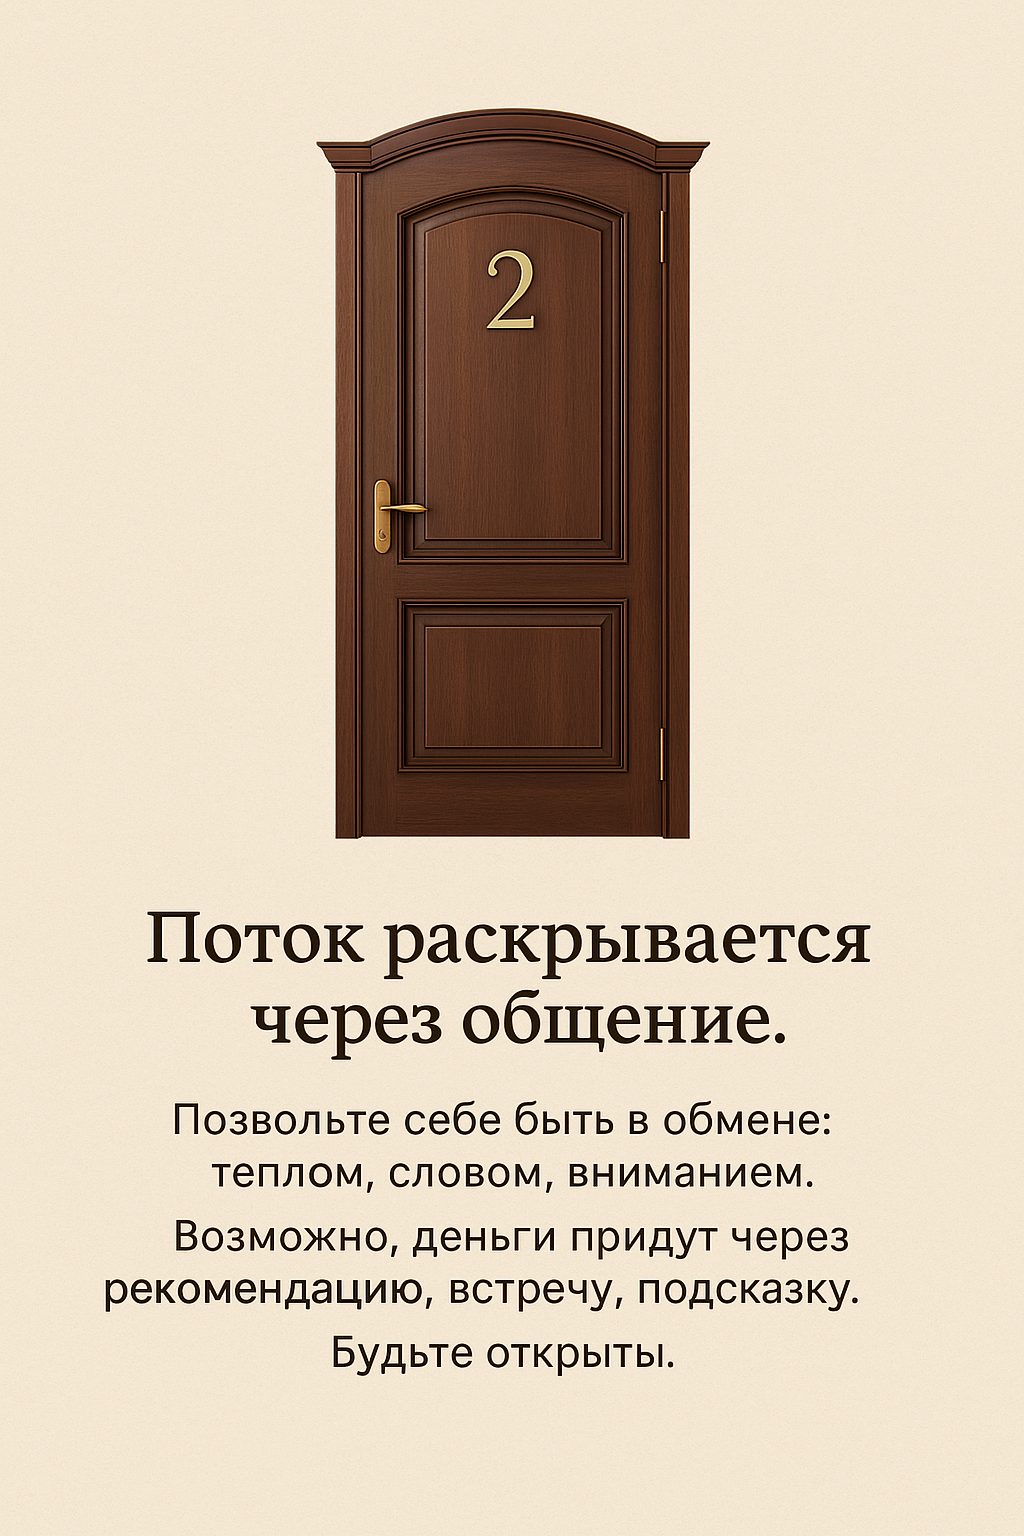 2
Поток раскрывается
через общение.
Позвольте себе быть в обмене:
теплом, словом, вниманием.
Возможно, деньги придут через
рекомендацию, встречу, подсказку.
Будьте открыты.